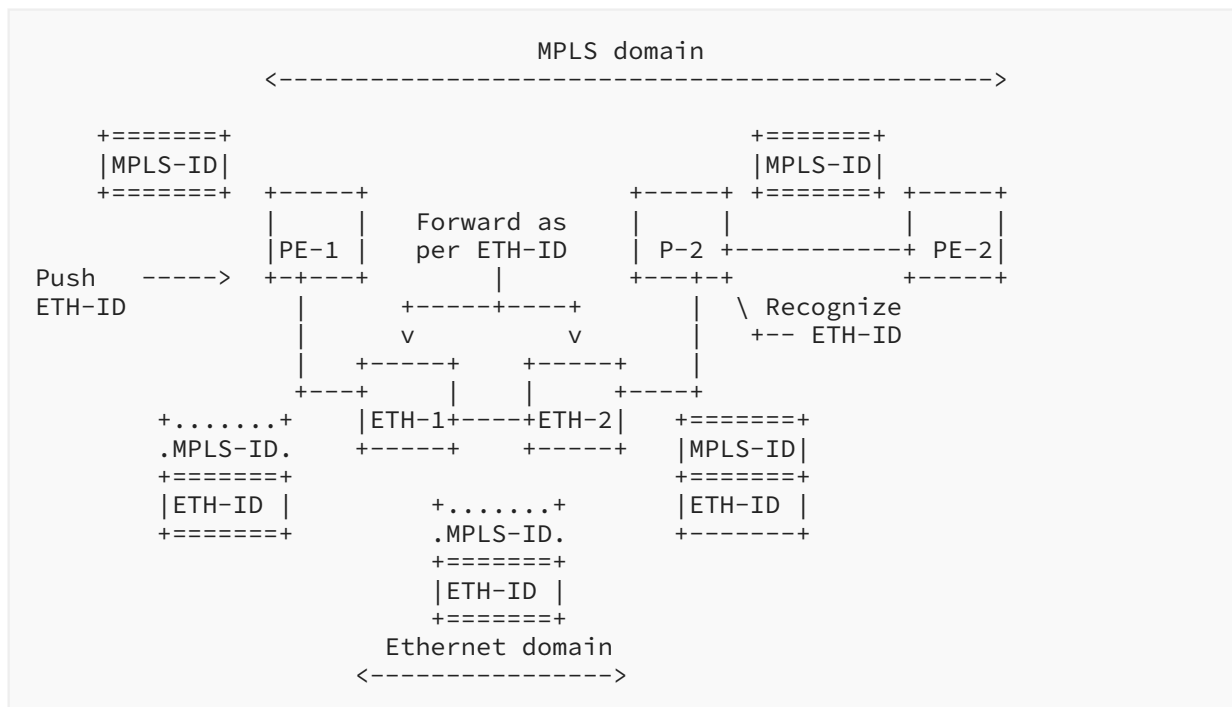 MPLS domain
               <----------------------------------------------->

    +=======+                                  +=======+
    |MPLS-ID|                                  |MPLS-ID|
    +=======+  +-----+                 +-----+ +=======+ +-----+
               |     |   Forward as    |     |           |     |
               |PE-1 |   per ETH-ID    | P-2 +-----------+ PE-2|
Push   ----->  +-+---+        |        +---+-+           +-----+
ETH-ID           |      +-----+----+       |  \ Recognize
                 |      v          v       |   +-- ETH-ID
                 |   +-----+    +-----+    |
                 +---+     |    |     +----+
        +.......+    |ETH-1+----+ETH-2|   +=======+
        .MPLS-ID.    +-----+    +-----+   |MPLS-ID|
        +=======+                         +=======+
        |ETH-ID |         +.......+       |ETH-ID |
        +=======+         .MPLS-ID.       +-------+
                          +=======+
                          |ETH-ID |
                          +=======+
                       Ethernet domain
                     <---------------->